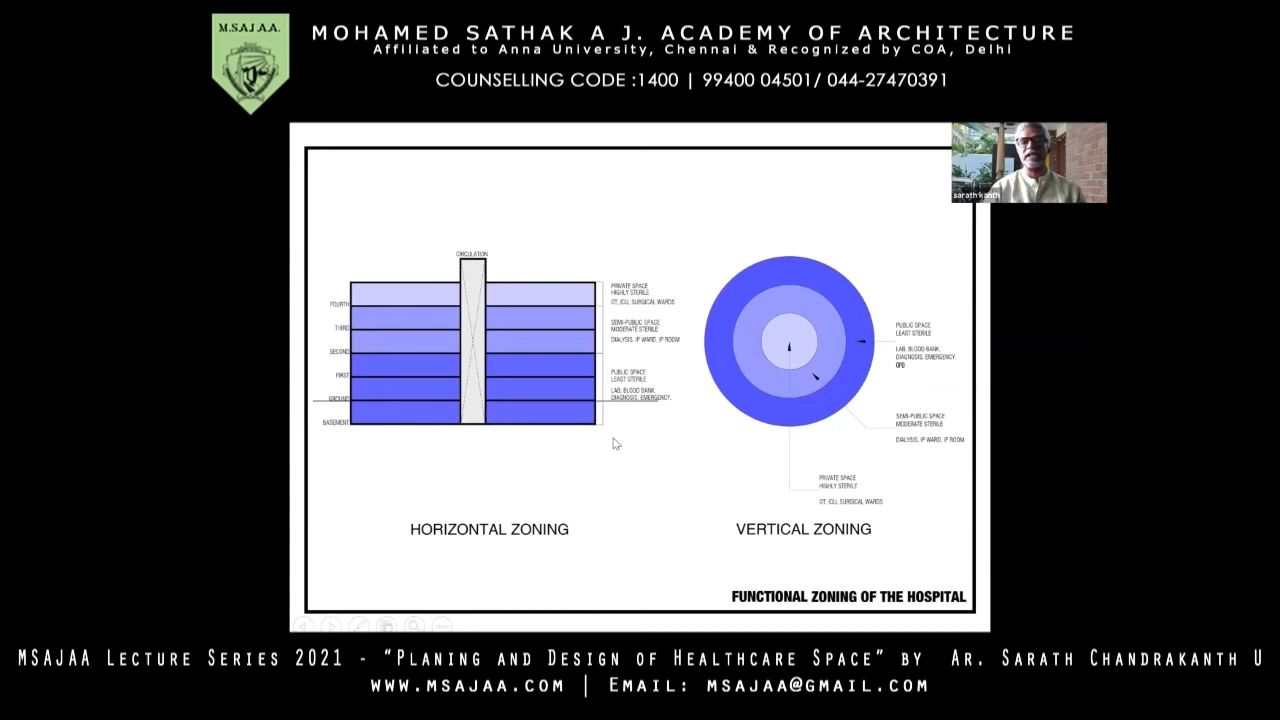 M.S.A.J.A.A.
MOHAMED SATHAK A J. ACADEMY OF ARCHITECTURE
Affiliated to Anna University, Chennai & Recognized by COA, Delhi
COUNSELLING CODE :1400 | 99400 04501/ 044-27470391
sarath kanth
CIRCULATION
FOURTH
THIRD
SECOND
FIRST
GROUND
BASEMENT
PRIVATE SPACE
HIGHLY STERILE
OT, ICU, SURGICAL WARDS
SEMI-PUBLIC SPACE
MODERATE STERILE
DIALYSIS, IP WARD, IP ROOM
PUBLIC SPACE
LEAST STERILE
LAB, BLOOD BANK,
DIAGNOSIS, EMERGENCY,
HORIZONTAL ZONING
PUBLIC SPACE
LEAST STERILE
LAB, BLOOD BANK,
DIAGNOSIS, EMERGENCY
OPD
SEMI-PUBLIC SPACE
MODERATE STERILE
DIALYSIS, IP WARD, IP ROOM
PRIVATE SPACE
HIGHLY STERILE
OT, ICU, SURGICAL WARDS
VERTICAL ZONING
FUNCTIONAL ZONING OF THE HOSPITAL
MSAJAA Lecture Series 2021 - "Planing and Design of Healthcare Space" by Ar. Sarath Chandrakanth U
www.msajaa.com | Email: msajaa@gmail.com